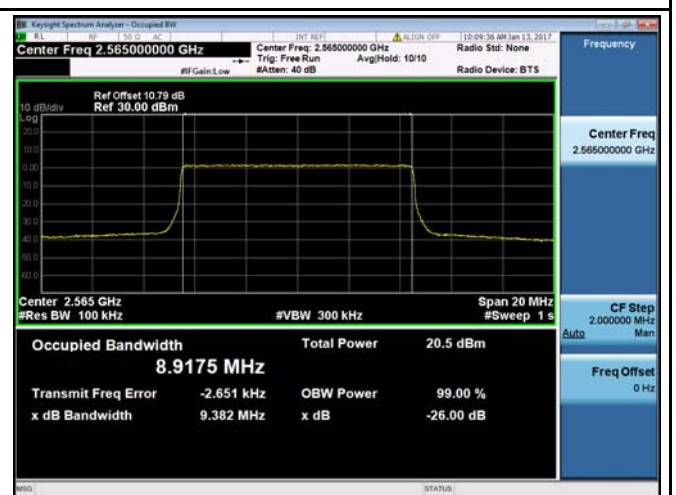 Keysight Spectrum Analyzer - Occupied BW
RL RF 50 Ω AC INT REF ALIGN OFF 10:09:36 AM Jan 13, 2017
Center Freq 2.565000000 GHz Center Freq: 2.565000000 GHz Radio Std: None Frequency
Trig: Free Run Avg|Hold: 10/10
#IFGain:Low #Atten: 40 dB Radio Device: BTS
Ref Offset 10.79 dB
10 dB/div Ref 30.00 dBm
Log
20.0
10.0
0.00
10.0
20.0
30.0
40.0
50.0
60.0
Center Freq
2.565000000 GHz
Center 2.565 GHz Span 20 MHz
#Res BW 100 kHz #VBW 300 kHz #Sweep 1 s
CF Step
2.000000 MHz
Auto Man
Occupied Bandwidth Total Power 20.5 dBm
8.9175 MHz
Transmit Freq Error -2.651 kHz OBW Power 99.00 %
x dB Bandwidth 9.382 MHz x dB -26.00 dB
Freq Offset
0 Hz
MSG STATUS